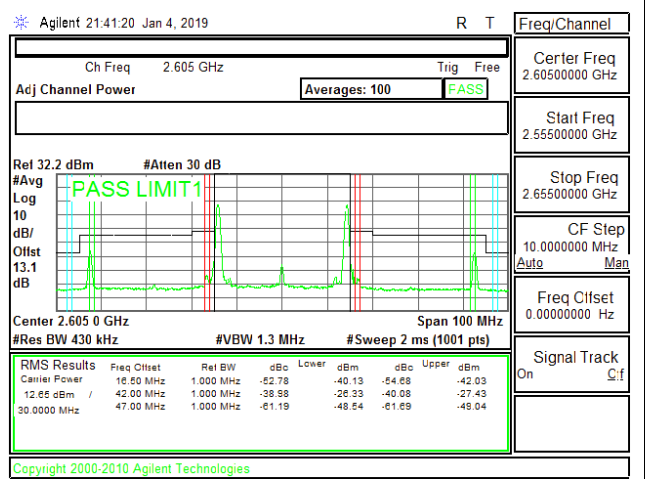 Agilent 21:41:20 Jan 4, 2019 R T Freq/Channel
Ch Freq 2.605 GHz Trig Free
Adj Channel Power Averages: 100 PASS
Center Freq
2.60500000 GHz
Start Freq
2.55500000 GHz
Stop Freq
2.65500000 GHz
CF Step
10.0000000 MHz
Auto Man
Freq Offset
0.00000000 Hz
Signal Track
On Off
Ref 32.2 dBm #Atten 30 dB
#Avg
Log
10
dB/
Offst
13.1
dB
PASS LIMIT1
Center 2.605 0 GHz Span 100 MHz
#Res BW 430 kHz #VBW 1.3 MHz #Sweep 2 ms (1001 pts)
RMS Results Freq Offset Ref BW dBc Lower dBm dBc Upper dBm
Carrier Power 16.50 MHz 1.000 MHz -52.78 -40.13 -54.68 -42.03
12.65 dBm / 42.00 MHz 1.000 MHz -38.98 -26.33 -40.08 -27.43
30.0000 MHz 47.00 MHz 1.000 MHz -61.19 -48.54 -61.69 -49.04
Copyright 2000-2010 Agilent Technologies